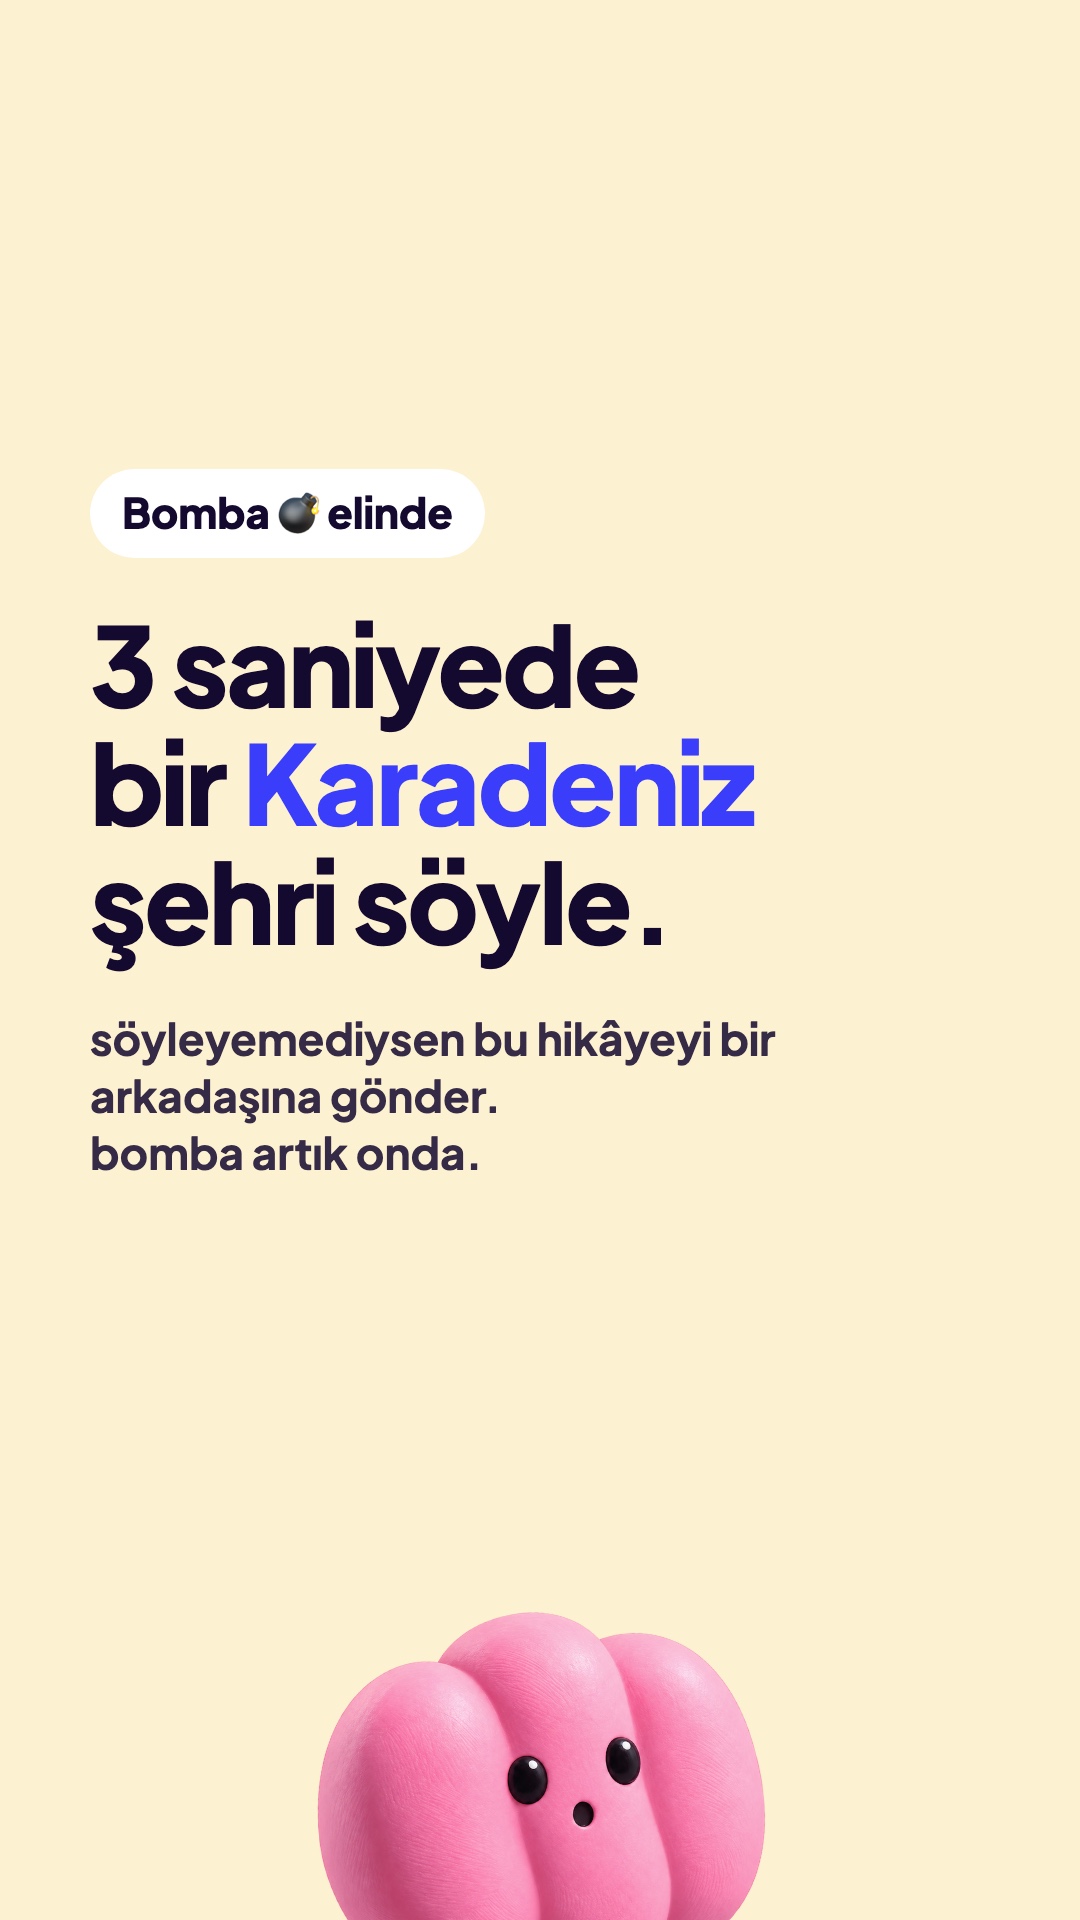 Bomba 💣 elinde
3 saniyede
bir Karadeniz
şehri söyle.
söyleyemediysen bu hikâyeyi bir
arkadaşına gönder.
bomba artık onda.